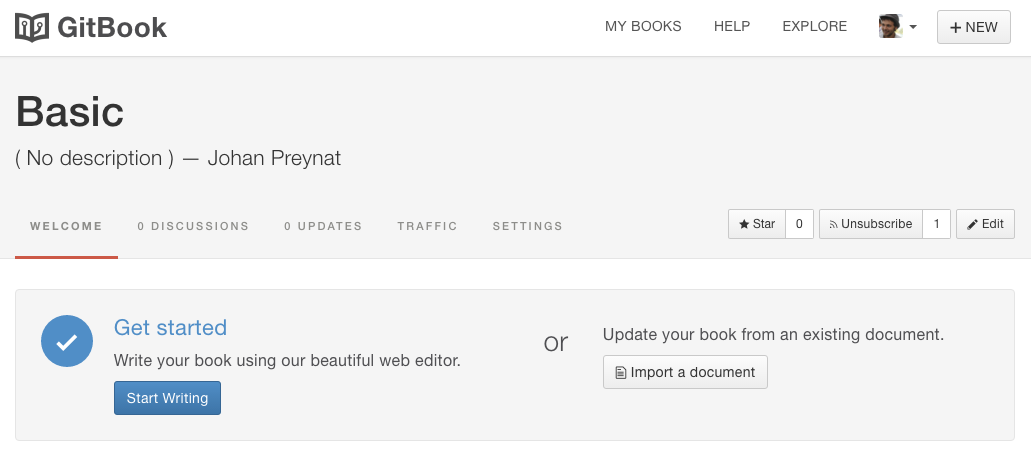 GitBook MY BOOKS HELP EXPLORE + NEW
Basic
( No description ) — Johan Preynat
WELCOME 0 DISCUSSIONS 0 UPDATES TRAFFIC SETTINGS Star 0 Unsubscribe 1 Edit
Get started
Write your book using our beautiful web editor.
Start Writing
or
Update your book from an existing document.
Import a document